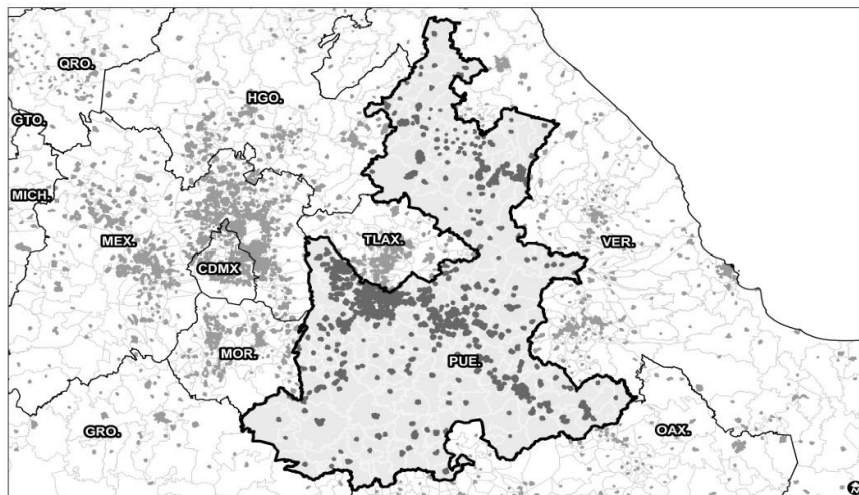 QRO.
HGO.
GTO.
MICH.
MEX.
TLAX.
VER.
CDMX
MOR.
PUE.
GRO.
OAX.